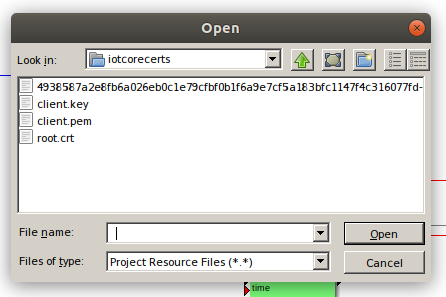 Open
Look in: iotcorecerts
4938587a2e8fb6a026eb0c1e79cfbf0b1f6a9e7cf5a183bfc1147f4c316077fd-
client.key
client.pem
root.crt
File name: Open
Files of type: Project Resource Files (*.*) Cancel
time